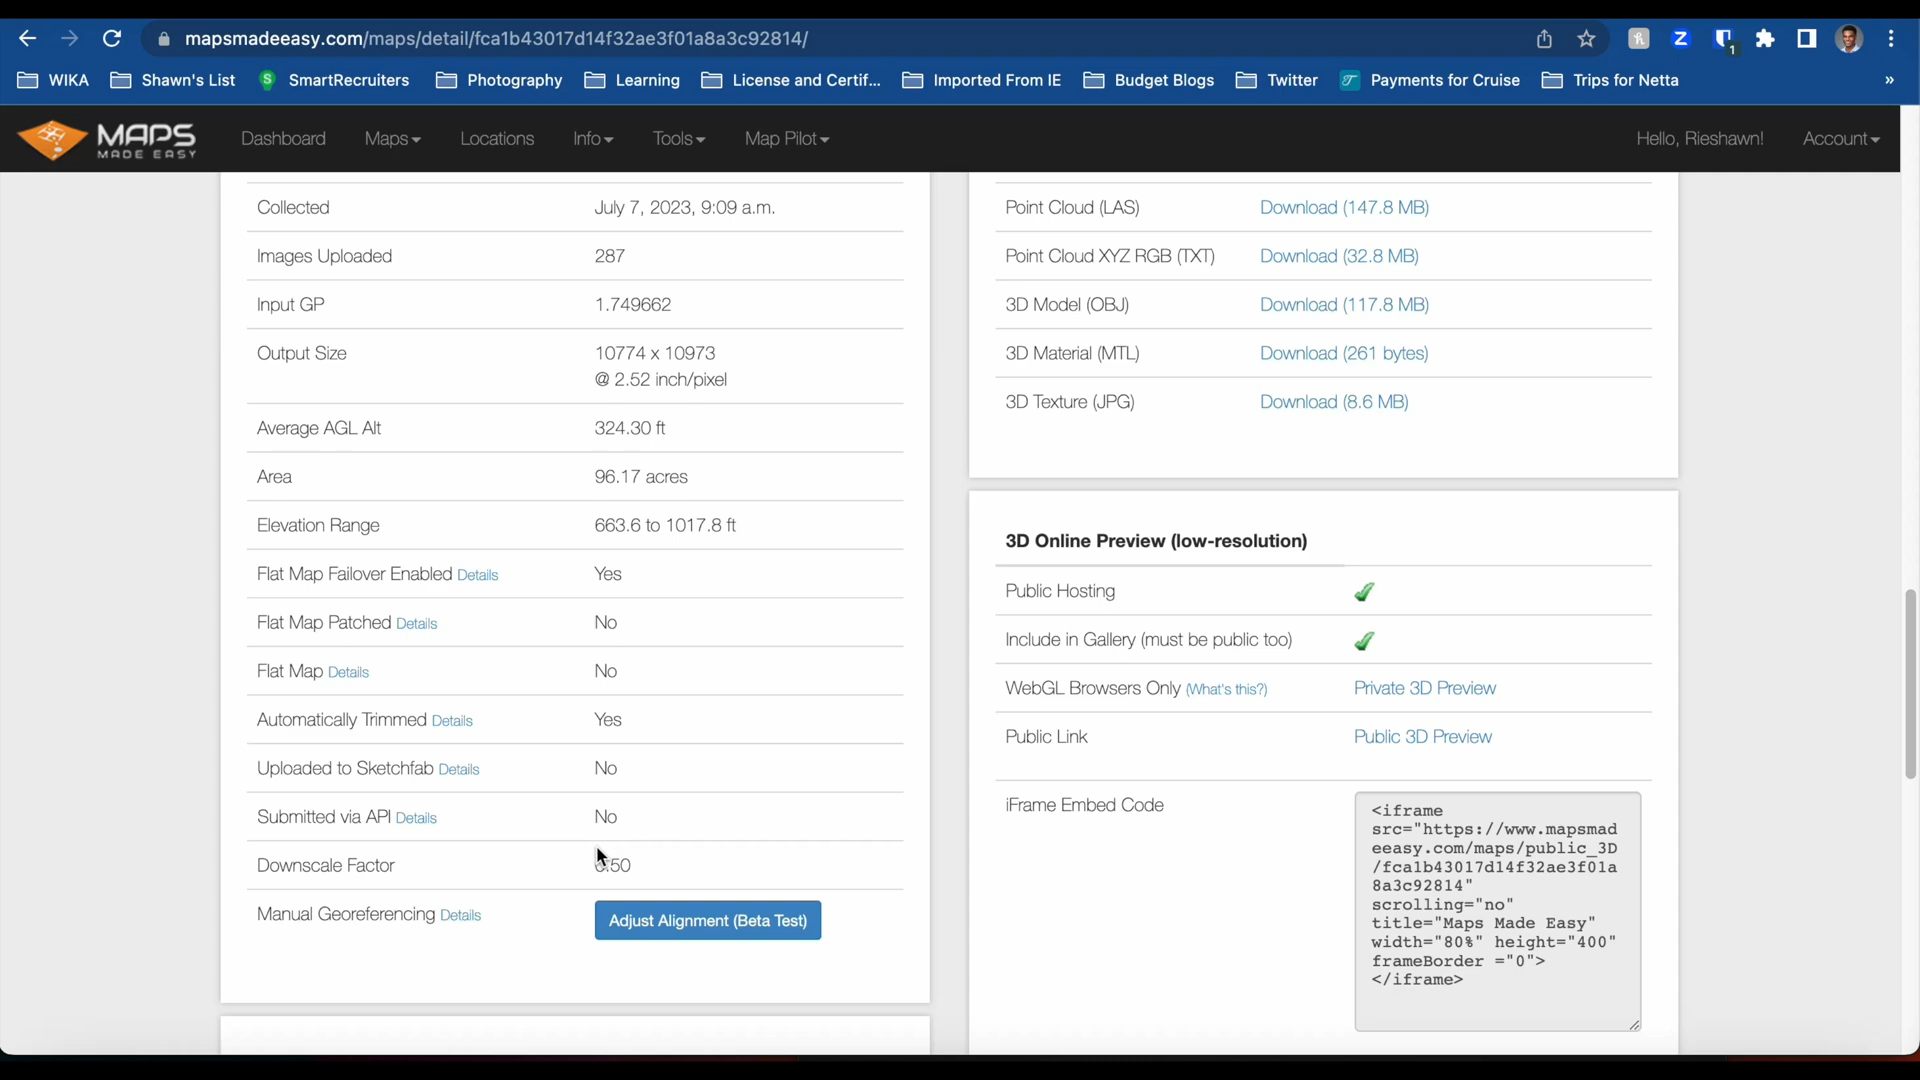 mapsmadeeasy.com/maps/detail/fca1b43017d14f32ae3f01a8a3c92814/
1
WIKA Shawn's List SmartRecruiters Photography Learning License and Certif... Imported From IE Budget Blogs Twitter Payments for Cruise Trips for Netta »
MAPS
MADE EASY
Dashboard Maps Locations Info Tools Map Pilot Hello, Rieshawn! Account
Collected July 7, 2023, 9:09 a.m.
Images Uploaded 287
Input GP 1.749662
Output Size 10774 x 10973
@ 2.52 inch/pixel
Average AGL Alt 324.30 ft
Area 96.17 acres
Elevation Range 663.6 to 1017.8 ft
Flat Map Failover Enabled Details Yes
Flat Map Patched Details No
Flat Map Details No
Automatically Trimmed Details Yes
Uploaded to Sketchfab Details No
Submitted via API Details No
Downscale Factor
Manual Georeferencing Details Adjust Alignment (Beta Test)
Point Cloud (LAS) Download (147.8 MB)
Point Cloud XYZ RGB (TXT) Download (32.8 MB)
3D Model (OBJ) Download (117.8 MB)
3D Material (MTL) Download (261 bytes)
3D Texture (JPG) Download (8.6 MB)
3D Online Preview (low-resolution)
Public Hosting
Include in Gallery (must be public too)
WebGL Browsers Only (What's this?) Private 3D Preview
Public Link Public 3D Preview
iFrame Embed Code
<iframe
src="https://www.mapsmad
eeasy.com/maps/public_3D
/fca1b43017d14f32ae3f01a
8a3c92814"
scrolling="no"
title="Maps Made Easy"
width="80%" height="400"
frameBorder ="0">
</iframe>